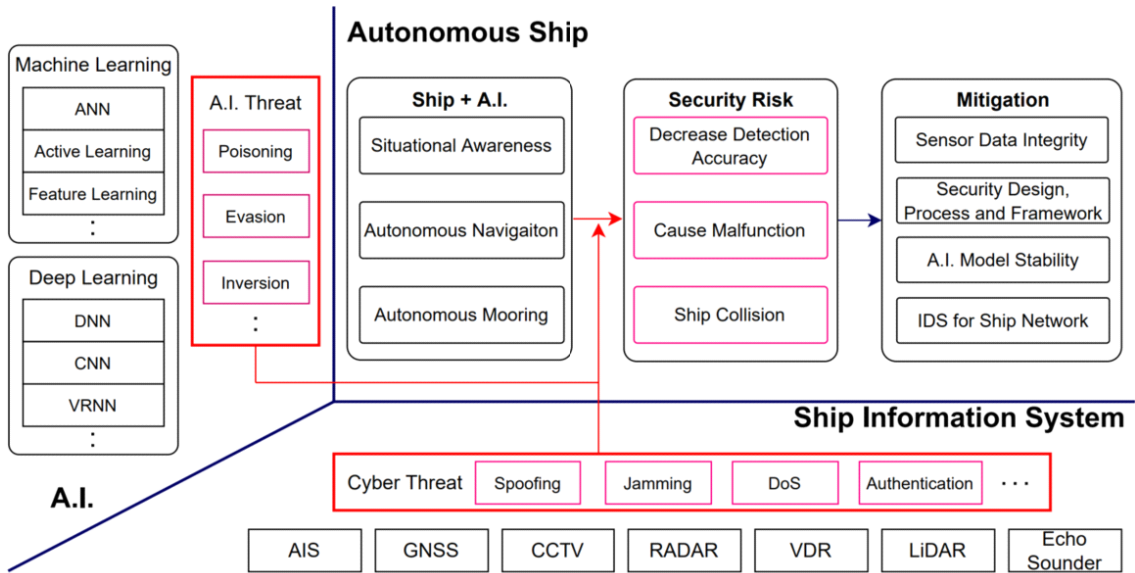 Autonomous Ship
Machine Learning
ANN
Active Learning
Feature Learning
:
Deep Learning
DNN
CNN
VRNN
:
A.I.
A.I. Threat
Poisoning
Evasion
Inversion
:
Ship + A.I.
Situational Awareness
Autonomous Navigaiton
Autonomous Mooring
Security Risk
Decrease Detection
Accuracy
Cause Malfunction
Ship Collision
Mitigation
Sensor Data Integrity
Security Design,
Process and Framework
A.I. Model Stability
IDS for Ship Network
Ship Information System
Cyber Threat
Spoofing
Jamming
DoS
Authentication
...
AIS
GNSS
CCTV
RADAR
VDR
LiDAR
Echo
Sounder